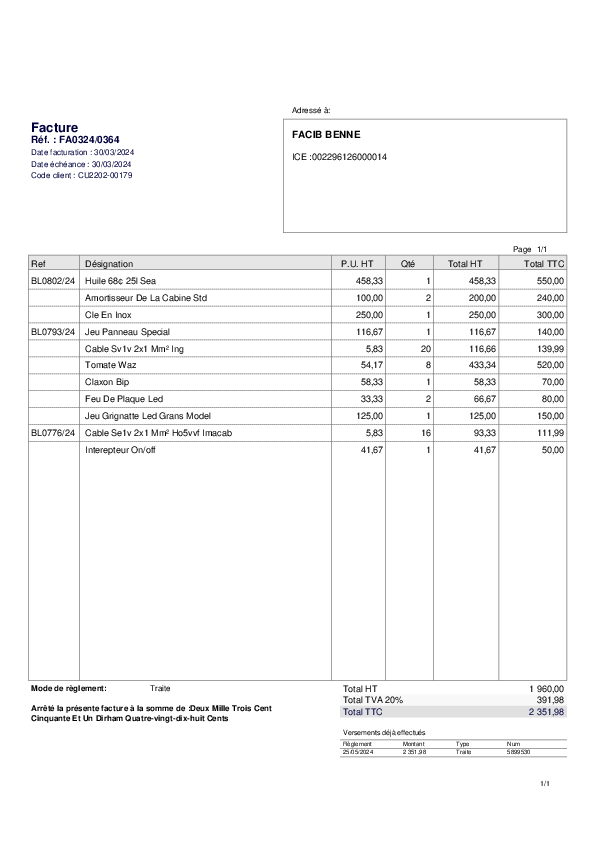 Adressé à:
Facture
Réf. : FA0324/0364
Date facturation : 30/03/2024
Date échéance : 30/03/2024
Code client : CU2202-00179
FACIB BENNE
ICE :002296126000014
Page 1/1
Ref Désignation P.U. HT Qté Total HT Total TTC
BL0802/24 Huile 68c 25l Sea 458,33 1 458,33 550,00
Amortisseur De La Cabine Std 100,00 2 200,00 240,00
Cle En Inox 250,00 1 250,00 300,00
BL0793/24 Jeu Panneau Special 116,67 1 116,67 140,00
Cable Sv1v 2x1 Mm² Ing 5,83 20 116,66 139,99
Tomate Waz 54,17 8 433,34 520,00
Claxon Bip 58,33 1 58,33 70,00
Feu De Plaque Led 33,33 2 66,67 80,00
Jeu Grignatte Led Grans Model 125,00 1 125,00 150,00
BL0776/24 Cable Se1v 2x1 Mm² Ho5vvf Imacab 5,83 16 93,33 111,99
Interepteur On/off 41,67 1 41,67 50,00
Mode de règlement: Traite
Arrêté la présente facture à la somme de :Deux Mille Trois Cent
Cinquante Et Un Dirham Quatre-vingt-dix-huit Cents
Total HT 1 960,00
Total TVA 20% 391,98
Total TTC 2 351,98
Versements déjà effectués
Règlement Montant Type Num
25/05/2024 2 351,98 Traite 5899530
1/1